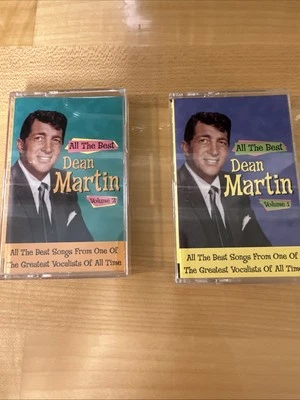 All The Best
Dean
Martin
Volume 2
All The Best Songs From One Of
The Greatest Vocalists Of All Time
All The Best
Dean
Martin
Volume 1
All The Best Songs From One Of
The Greatest Vocalists Of All Time